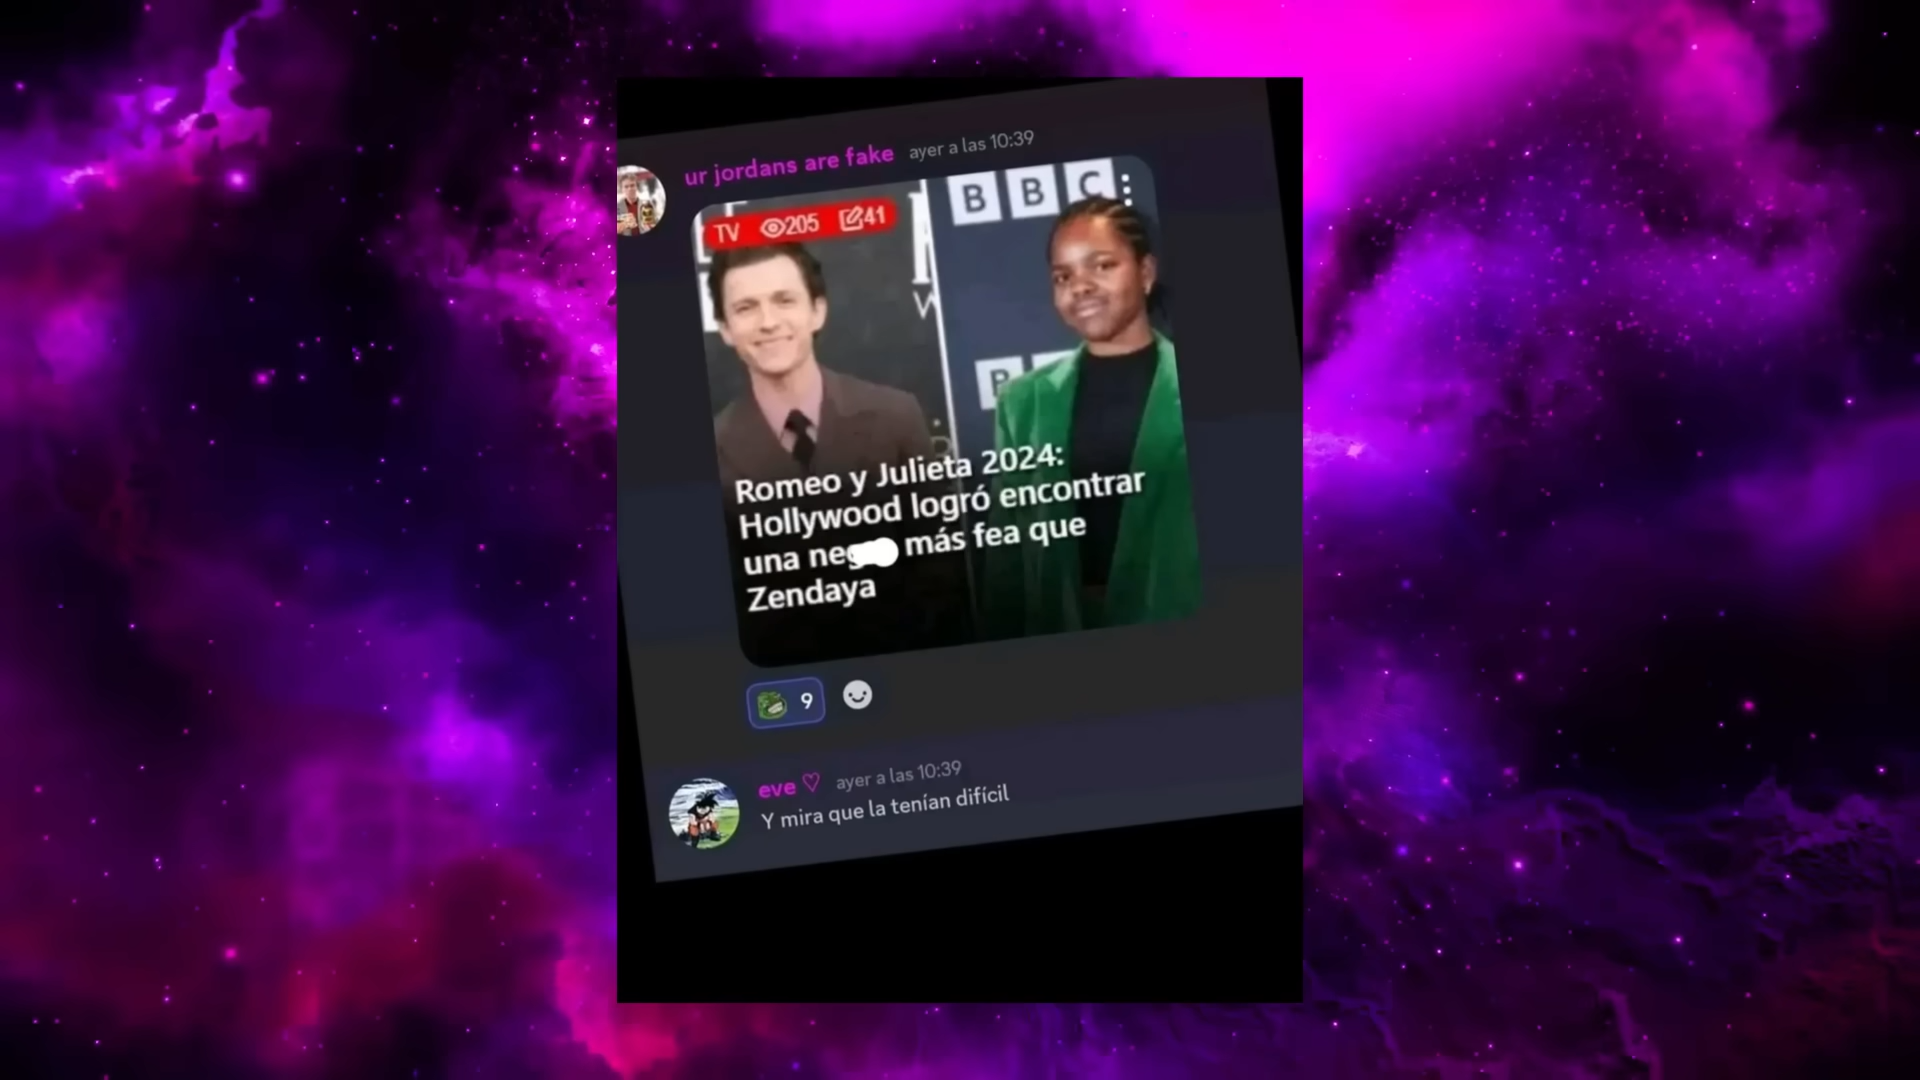 ur jordans are fake ayer a las 10:39
TV 205 41
B B C
B
Romeo y Julieta 2024:
Hollywood logró encontrar
una neg más fea que
Zendaya
9
eve ♡ ayer a las 10:39
Y mira que la tenían difícil